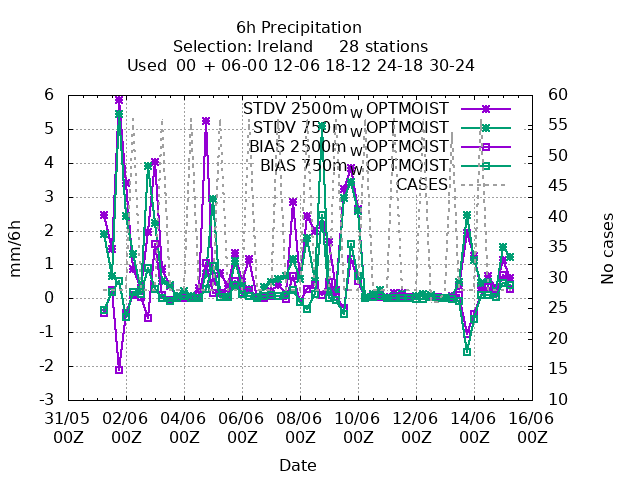 6h Precipitation
Selection: Ireland 28 stations
Used 00 + 06-00 12-06 18-12 24-18 30-24
STDV 2500m_w OPTMOIST
STDV 750m_w OPTMOIST
BIAS 2500m_w OPTMOIST
BIAS 750m_w OPTMOIST
CASES
6
5
4
3
2
1
0
-1
-2
-3
mm/6h
60
55
50
45
40
35
30
25
20
15
10
No cases
31/05 02/06 04/06 06/06 08/06 10/06 12/06 14/06 16/06
00Z 00Z 00Z 00Z 00Z 00Z 00Z 00Z 00Z
Date